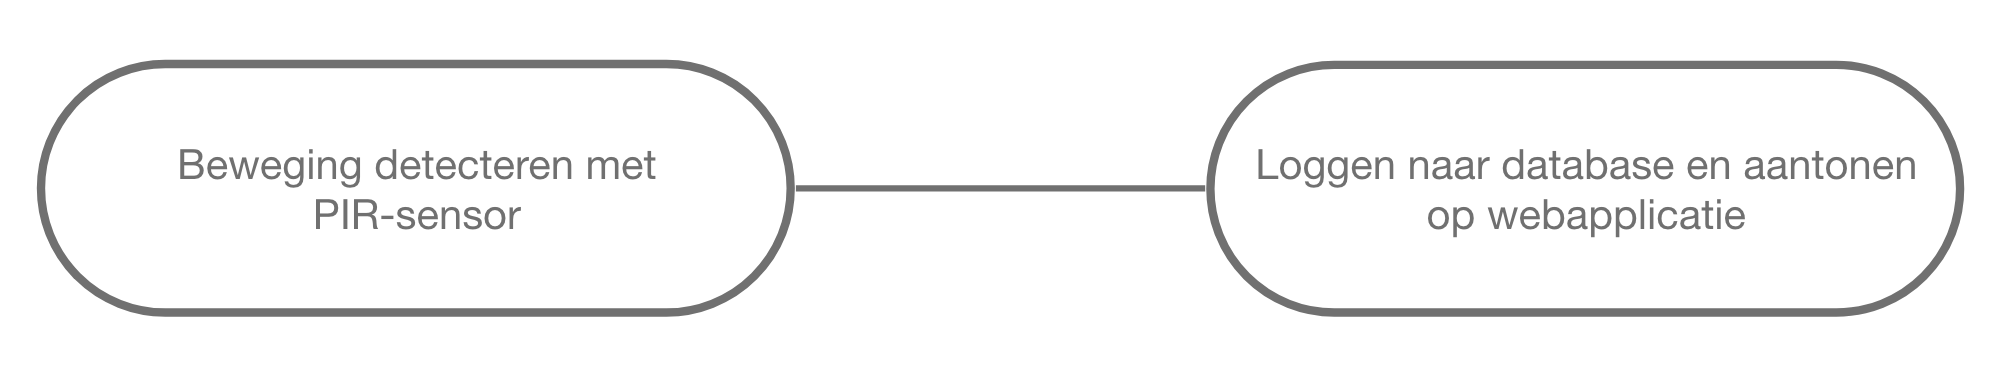 Beweging detecteren met
PIR-sensor
Loggen naar database en aantonen
op webapplicatie